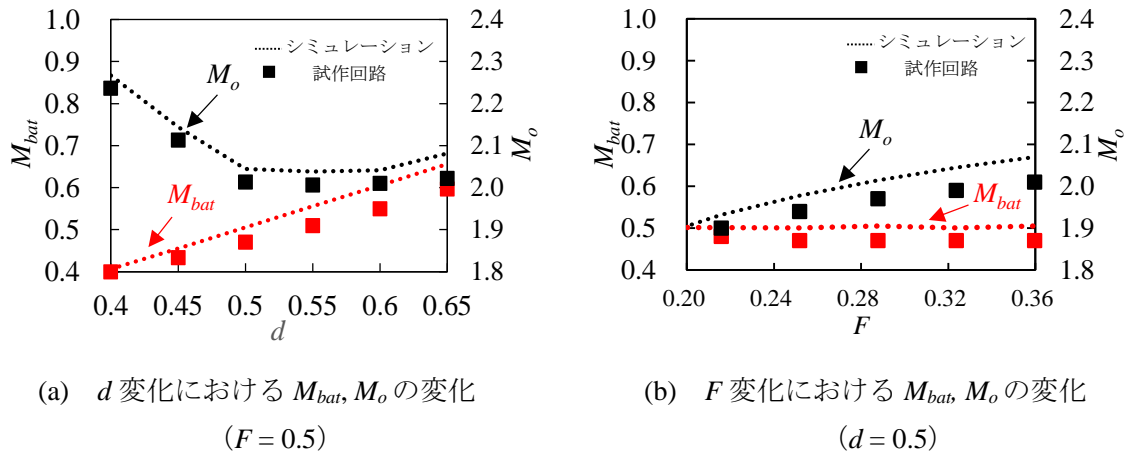 1.0
0.9
0.8
0.7
0.6
0.5
0.4
M_bat
シミュレーション
試作回路
M_o
M_bat
2.4
2.3
2.2
2.1
2.0
1.9
1.8
M_o
0.4 0.45 0.5 0.55 0.6 0.65
d
(a) d 変化における M_bat, M_o の変化
（F = 0.5）
1.0
0.9
0.8
0.7
0.6
0.5
0.4
M_bat
シミュレーション
試作回路
M_o
M_bat
2.4
2.3
2.2
2.1
2.0
1.9
1.8
M_o
0.20 0.24 0.28 0.32 0.36
F
(b) F 変化における M_bat, M_o の変化
（d = 0.5）